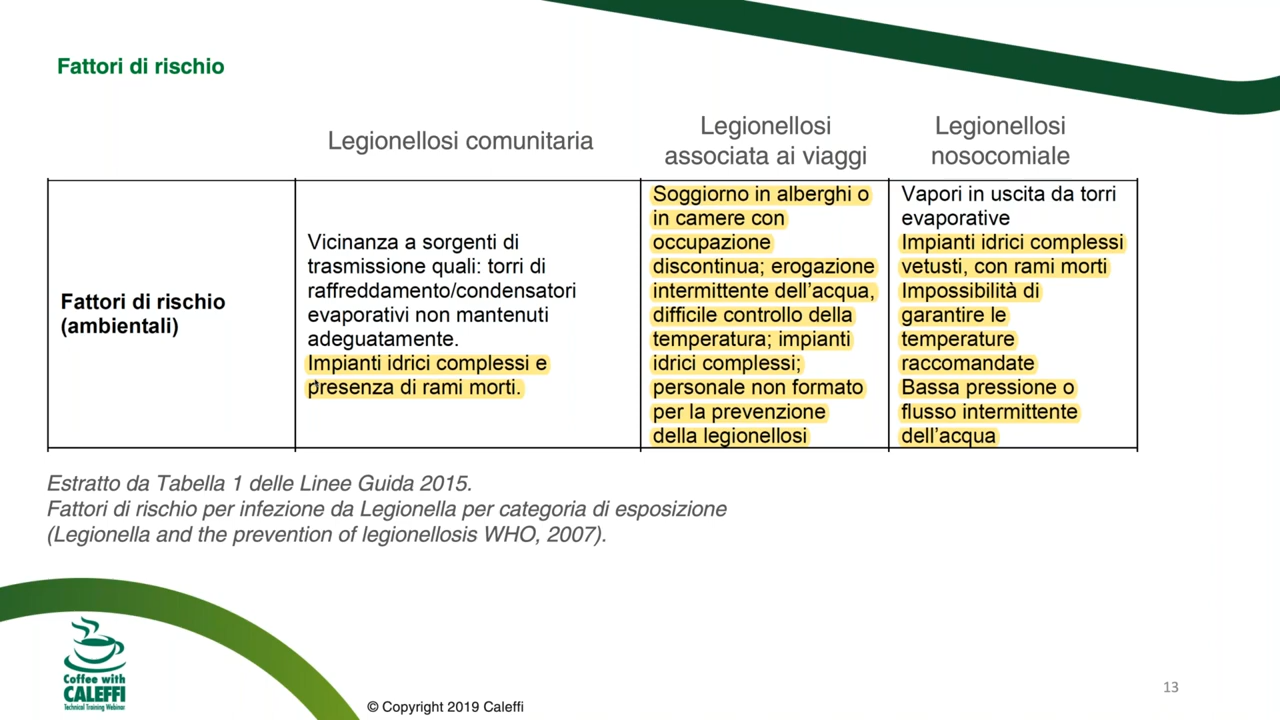 Fattori di rischio
Legionellosi comunitaria
Legionellosi
associata ai viaggi
Legionellosi
nosocomiale
Fattori di rischio
(ambientali)
Vicinanza a sorgenti di
trasmissione quali: torri di
raffreddamento/condensatori
evaporativi non mantenuti
adeguatamente.
Impianti idrici complessi e
presenza di rami morti.
Soggiorno in alberghi o
in camere con
occupazione
discontinua; erogazione
intermittente dell'acqua,
difficile controllo della
temperatura; impianti
idrici complessi;
personale non formato
per la prevenzione
della legionellosi
Vapori in uscita da torri
evaporative
Impianti idrici complessi
vetusti, con rami morti
Impossibilità di
garantire le
temperature
raccomandate
Bassa pressione o
flusso intermittente
dell'acqua
Estratto da Tabella 1 delle Linee Guida 2015.
Fattori di rischio per infezione da Legionella per categoria di esposizione
(Legionella and the prevention of legionellosis WHO, 2007).
Coffee with
CALEFFI
Technical Training Webinar
© Copyright 2019 Caleffi
13